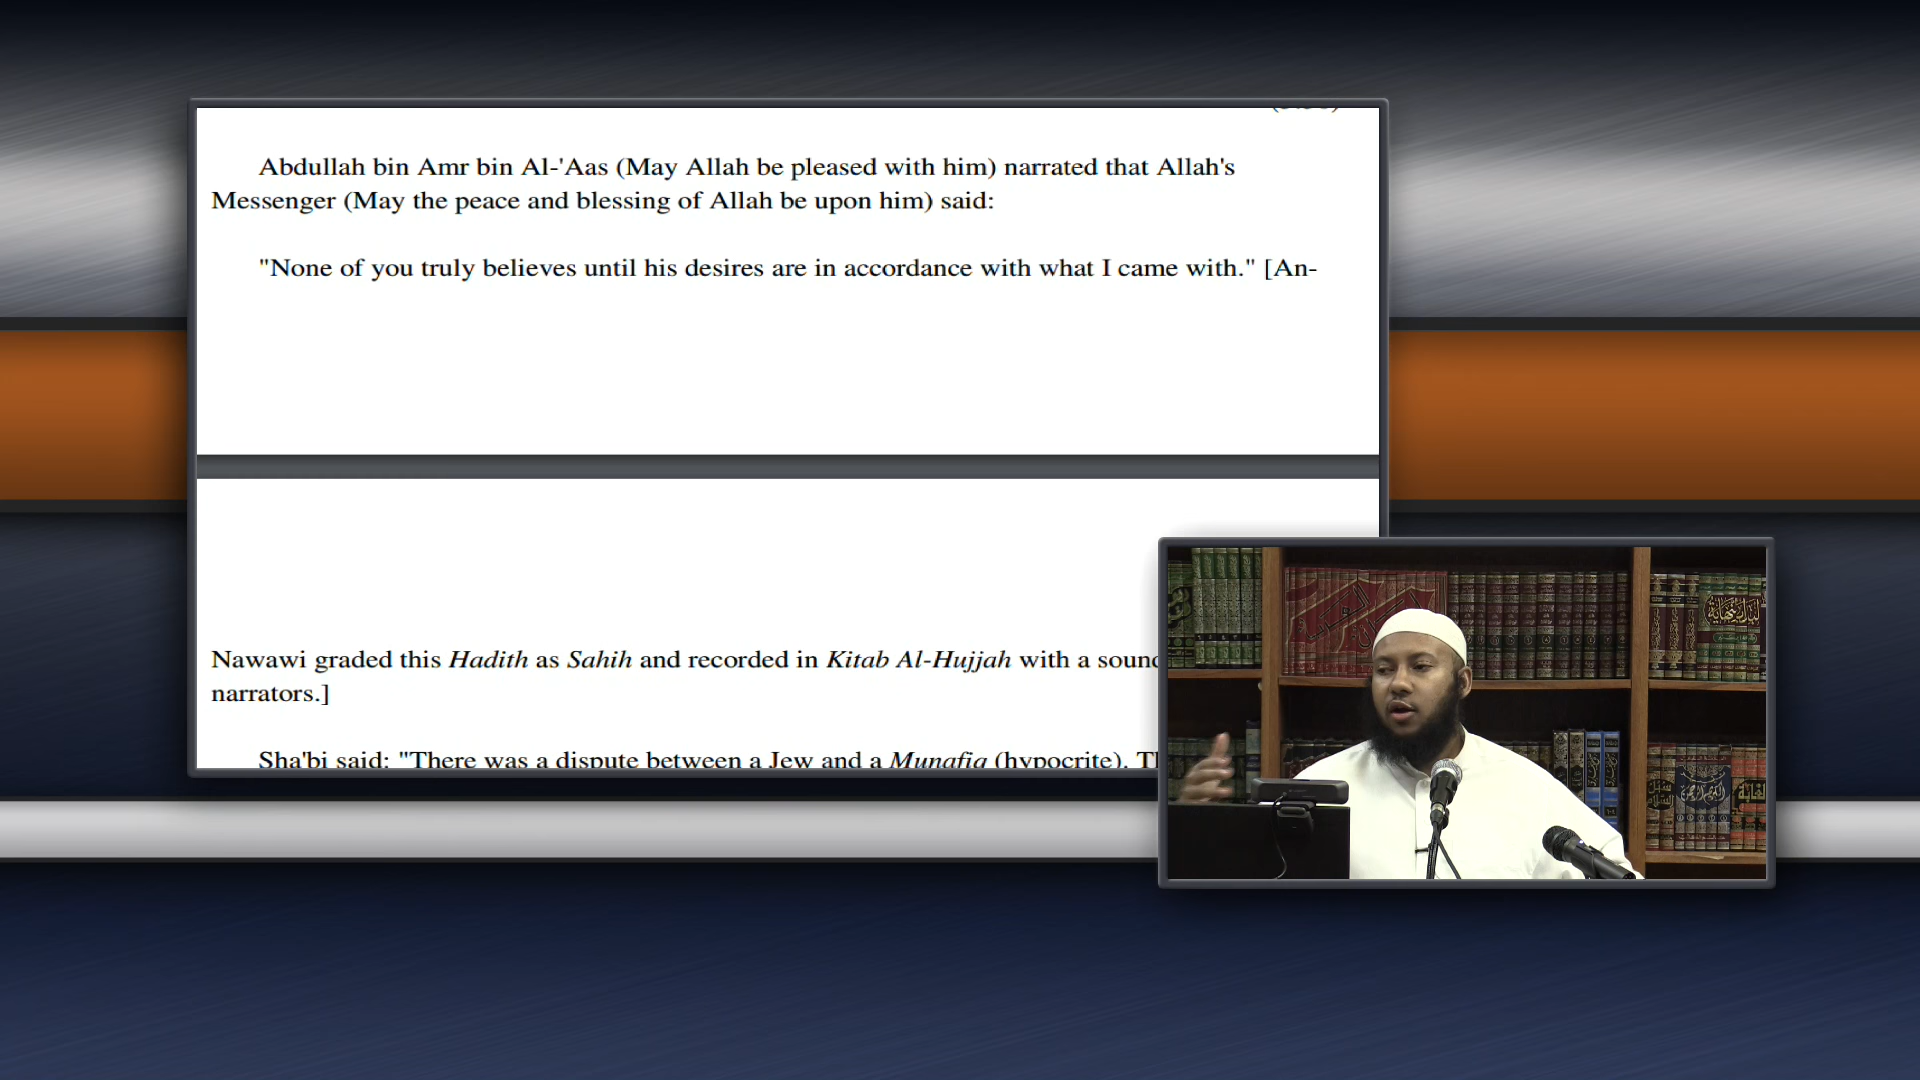 Abdullah bin Amr bin Al-'Aas (May Allah be pleased with him) narrated that Allah's
Messenger (May the peace and blessing of Allah be upon him) said:
"None of you truly believes until his desires are in accordance with what I came with." [An-
Nawawi graded this Hadith as Sahih and recorded in Kitab Al-Hujjah with a sound
narrators.]
Sha'bi said: "There was a dispute between a Jew and a Munafiq (hypocrite).